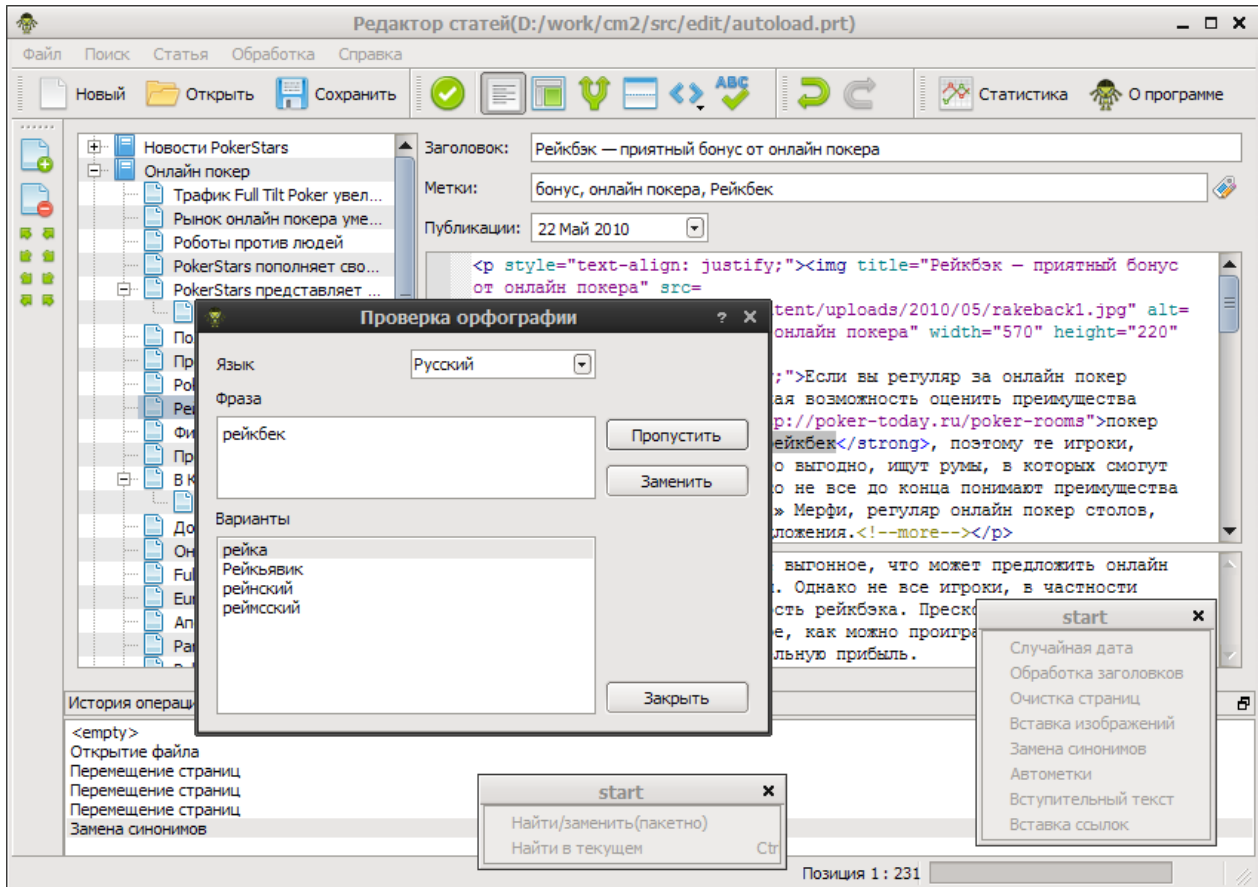 Редактор статей(D:/work/cm2/src/edit/autoload.prt)
Файл Поиск Статья Обработка Справка
Новый Открыть Сохранить ABC Статистика О программе
Новости PokerStars
Онлайн покер
Трафик Full Tilt Poker увел...
Рынок онлайн покера уме...
Роботы против людей
PokerStars пополняет сво...
PokerStars представляет ...
По
Пр
Pol
Рей
Фи
Пр
В К
До
Он
Ful
Eur
Ап
Par
Заголовок: Рейкбэк — приятный бонус от онлайн покера
Метки: бонус, онлайн покера, Рейкбек
Публикации: 22 Май 2010
<p style="text-align: justify;"><img title="Рейкбэк — приятный бонус
от онлайн покера" src=
tent/uploads/2010/05/rakeback1.jpg" alt=
онлайн покера" width="570" height="220"
;">Если вы регуляр за онлайн покер
ая возможность оценить преимущества
p://poker-today.ru/poker-rooms">покер
ейкбек</strong>, поэтому те игроки,
о выгодно, ищут румы, в которых смогут
о не все до конца понимают преимущества
» Мерфи, регуляр онлайн покер столов,
ложения.<!--more--></p>
выгонное, что может предложить онлайн
. Однако не все игроки, в частности
сть рейкбэка. Преско
е, как можно проигра
льную прибыль.
Проверка орфографии ?
Язык Русский
Фраза
рейкбек
Пропустить
Заменить
Варианты
рейка
Рейкьявик
рейнский
реймсский
Закрыть
История операци
<empty>
Открытие файла
Перемещение страниц
Перемещение страниц
Перемещение страниц
Замена синонимов
start
Найти/заменить(пакетно)
Найти в текущем Ctr
start
Случайная дата
Обработка заголовков
Очистка страниц
Вставка изображений
Замена синонимов
Автометки
Вступительный текст
Вставка ссылок
Позиция 1 : 231